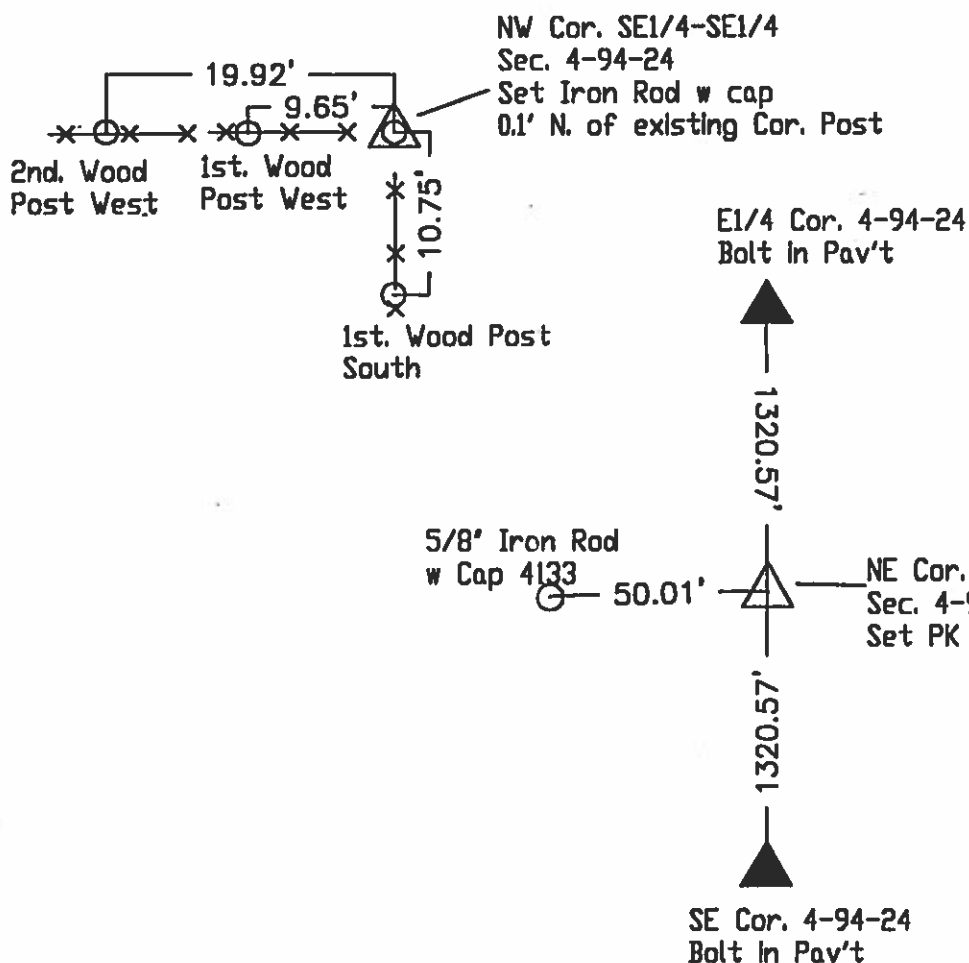 NW Cor. SE1/4-SE1/4
Sec. 4-94-24
Set Iron Rod w cap
0.1' N. of existing Cor. Post
19.92'
9.65'
2nd. Wood
Post West
1st. Wood
Post West
10.75'
1st. Wood Post
South
E1/4 Cor. 4-94-24
Bolt in Pav't
1320.57'
5/8" Iron Rod
w Cap 4133
50.01'
NE Cor.
Sec. 4-9
Set PK
1320.57'
SE Cor. 4-94-24
Bolt in Pav't